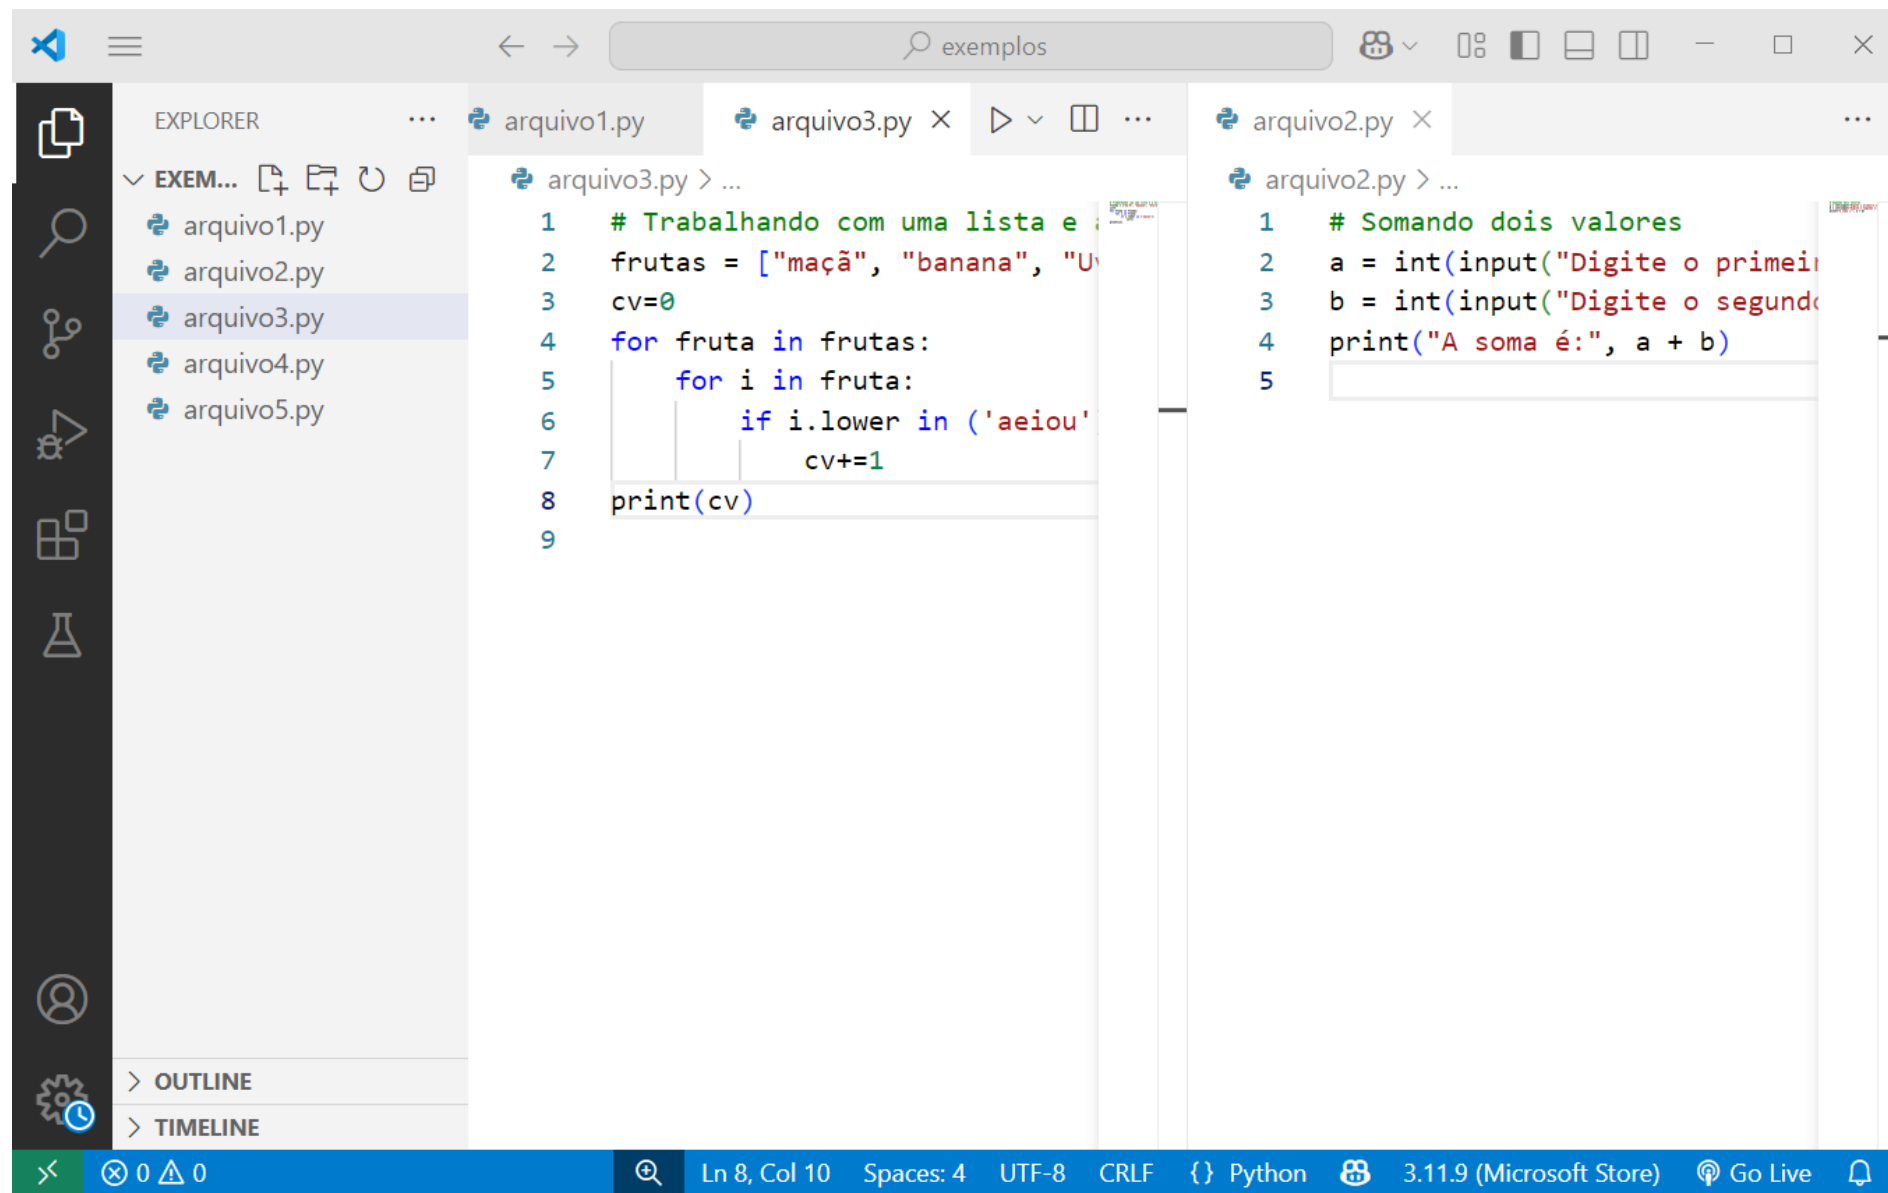 exemplos
EXPLORER
EXEM...
arquivo1.py
arquivo2.py
arquivo3.py
arquivo4.py
arquivo5.py
OUTLINE
TIMELINE
arquivo1.py arquivo3.py
arquivo3.py > ...
1 # Trabalhando com uma lista e
2 frutas = ["maçã", "banana", "U
3 cv=0
4 for fruta in frutas:
5 for i in fruta:
6 if i.lower in ('aeiou'
7 cv+=1
8 print(cv)
9
arquivo2.py
arquivo2.py > ...
1 # Somando dois valores
2 a = int(input("Digite o primei
3 b = int(input("Digite o segund
4 print("A soma é:", a + b)
5
0 0 Ln 8, Col 10 Spaces: 4 UTF-8 CRLF {} Python 3.11.9 (Microsoft Store) Go Live